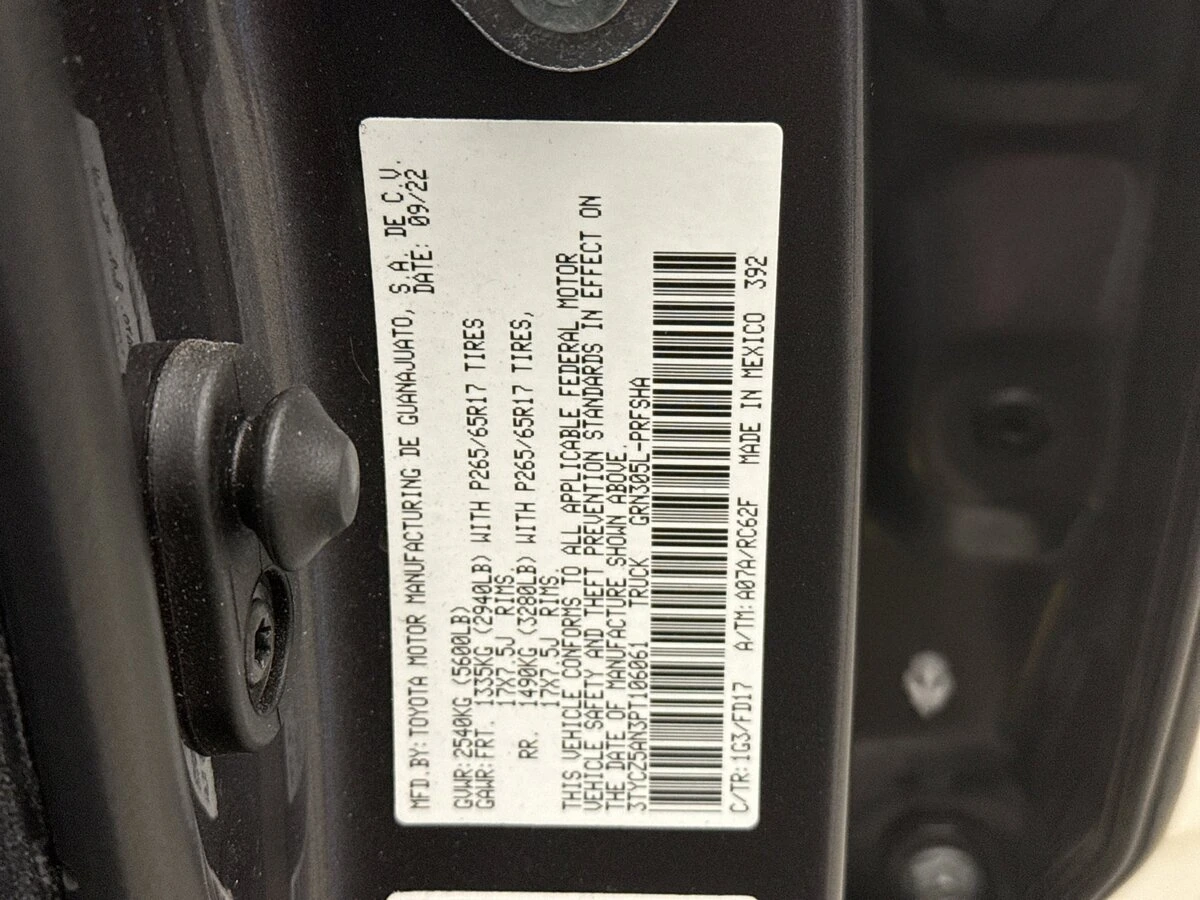 MFD.BY: TOYOTA MOTOR MANUFACTURING DE GUANAJUATO, S.A. DE C.V.
DATE: 09/22
GVWR: 2540KG (5600LB)
GAWR: FRT. 1335KG (2940LB) WITH P265/65R17 TIRES
17X7.5J RIMS,
RR. 1490KG (3280LB) WITH P265/65R17 TIRES,
17X7.5J RIMS
THIS VEHICLE CONFORMS TO ALL APPLICABLE FEDERAL MOTOR
VEHICLE SAFETY AND THEFT PREVENTION STANDARDS IN EFFECT ON
THE DATE OF MANUFACTURE SHOWN ABOVE.
3TYCZ5AN3PT106061 TRUCK GRN305L-PRFSHA
C/TR: 1G3/FD17 A/TM: A07A/RC62F MADE IN MEXICO 392